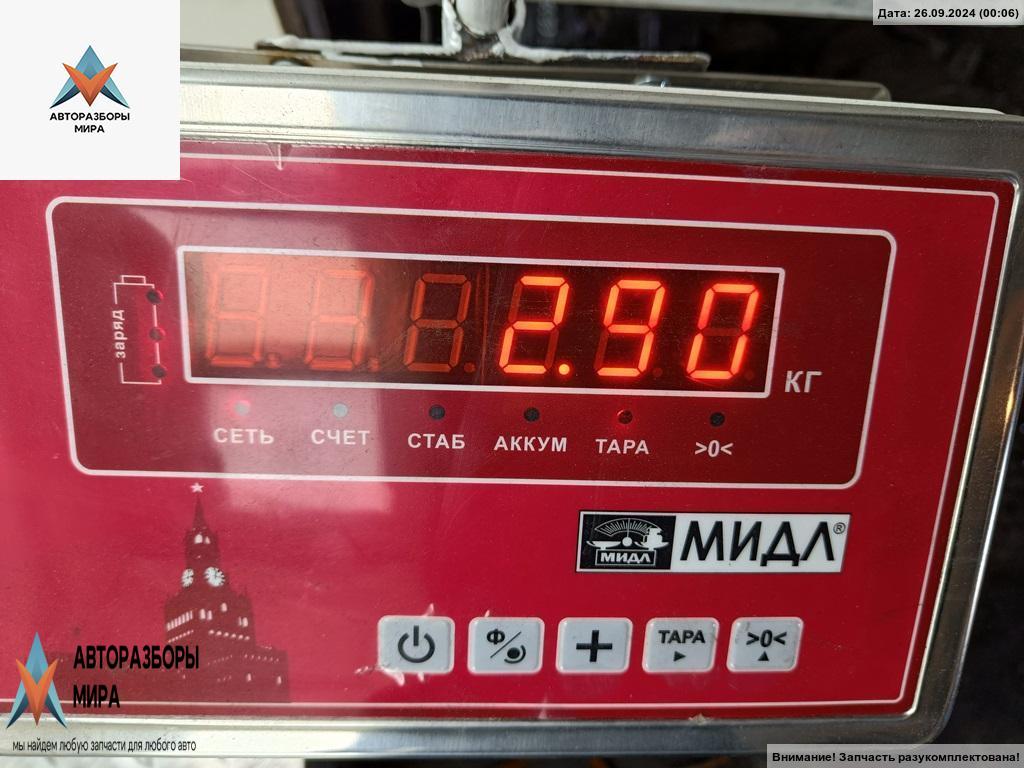 Дата: 26.09.2024 (00:06)
АВТОРАЗБОРЫ
МИРА
2.90
КГ
заряд
СЕТЬ СЧЕТ СТАБ АККУМ ТАРА >0<
МИДЛ МИДЛ®
Ф ТАРА >0<
АВТОРАЗБОРЫ
МИРА
мы найдем любую запчасти для любого авто
Внимание! Запчасть разукомплектована!